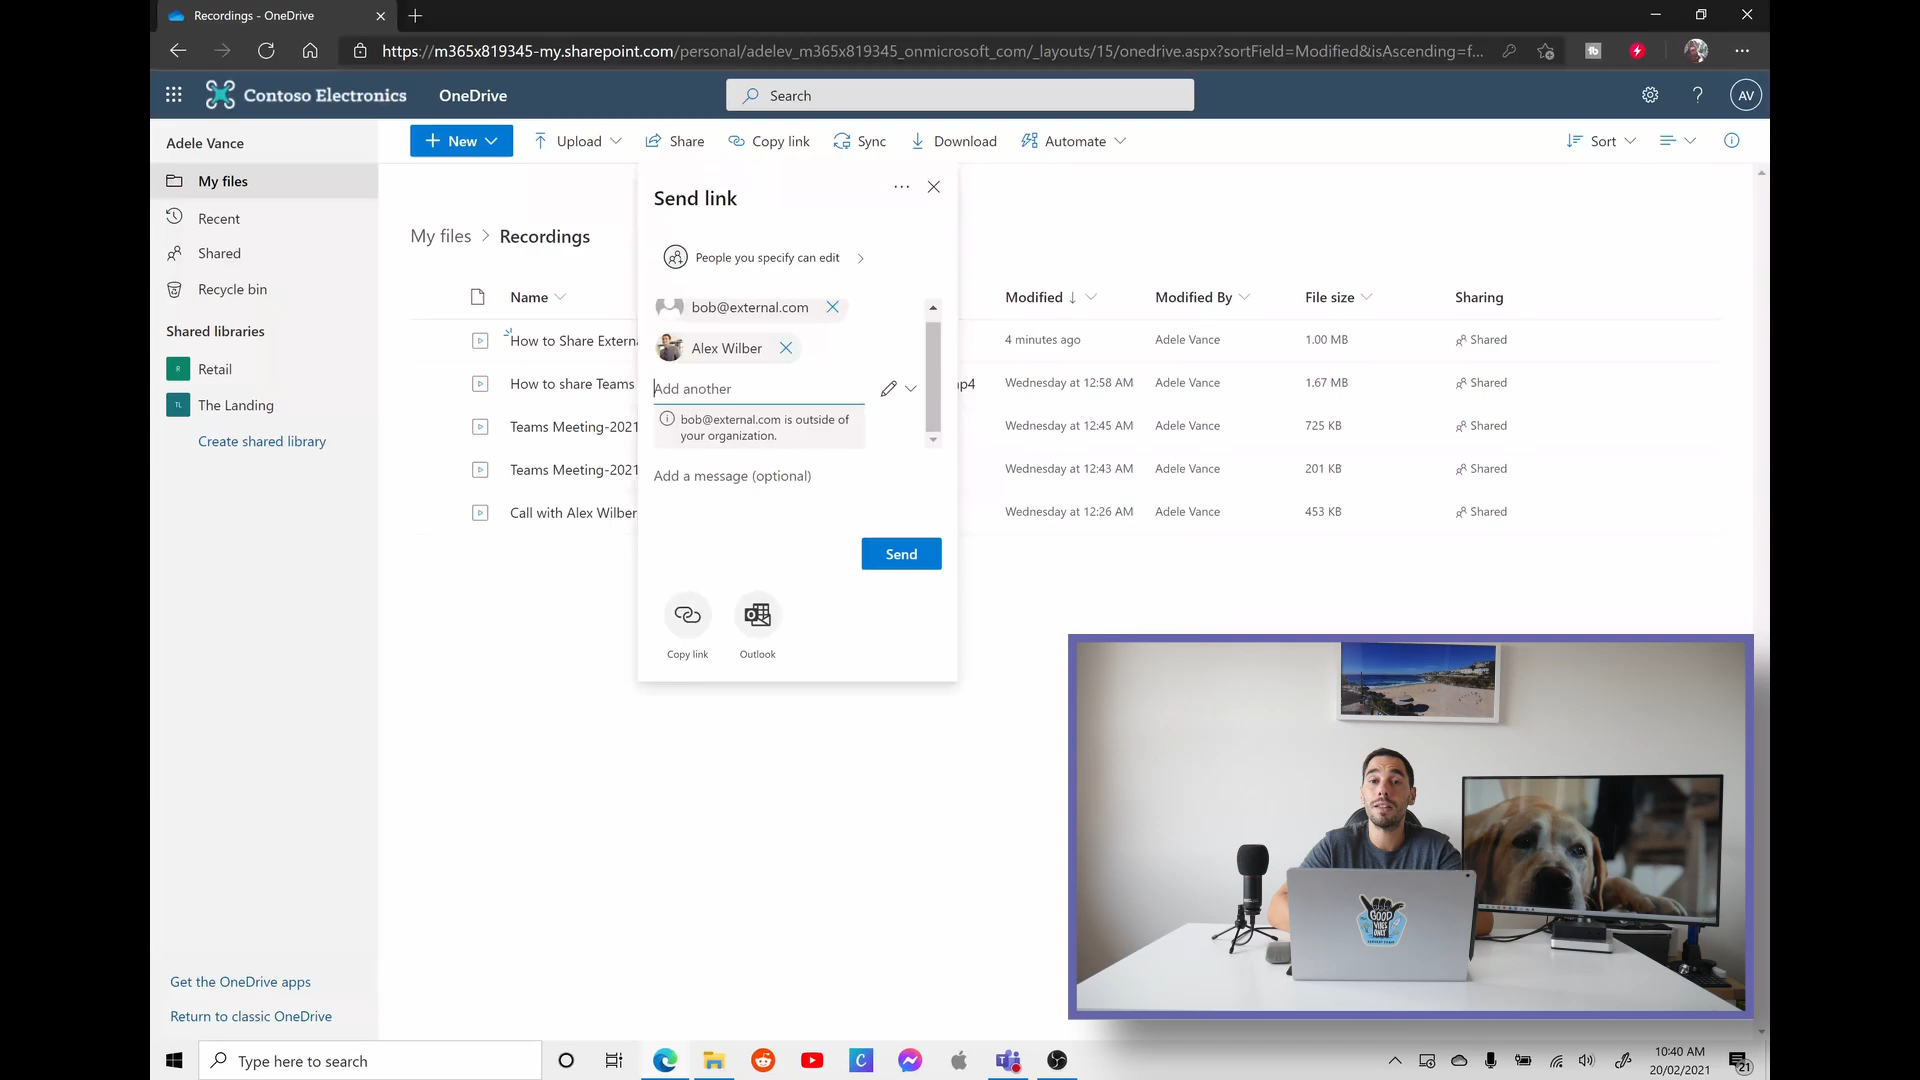 Recordings - OneDrive
https://m365x819345-my.sharepoint.com/personal/adelev_m365x819345_onmicrosoft_com/_layouts/15/onedrive.aspx?sortField=Modified&isAscending=f...
Contoso Electronics
OneDrive
Search
AV
Adele Vance
New
Upload
Share
Copy link
Sync
Download
Automate
Sort
My files
Recent
Shared
Recycle bin
Shared libraries
R Retail
TL The Landing
Create shared library
Get the OneDrive apps
Return to classic OneDrive
My files > Recordings
Name
Modified
Modified By
File size
Sharing
How to Share Extern
4 minutes ago
Adele Vance
1.00 MB
Shared
How to share Teams
p4
Wednesday at 12:58 AM
Adele Vance
1.67 MB
Shared
Teams Meeting-2021
Wednesday at 12:45 AM
Adele Vance
725 KB
Shared
Teams Meeting-2021
Wednesday at 12:43 AM
Adele Vance
201 KB
Shared
Call with Alex Wilber
Wednesday at 12:26 AM
Adele Vance
453 KB
Shared
Send link
People you specify can edit
bob@external.com
Alex Wilber
Add another
bob@external.com is outside of
your organization.
Add a message (optional)
Send
Copy link
Outlook
GOOD
VIBES
ONLY
Type here to search
10:40 AM
20/02/2021
21